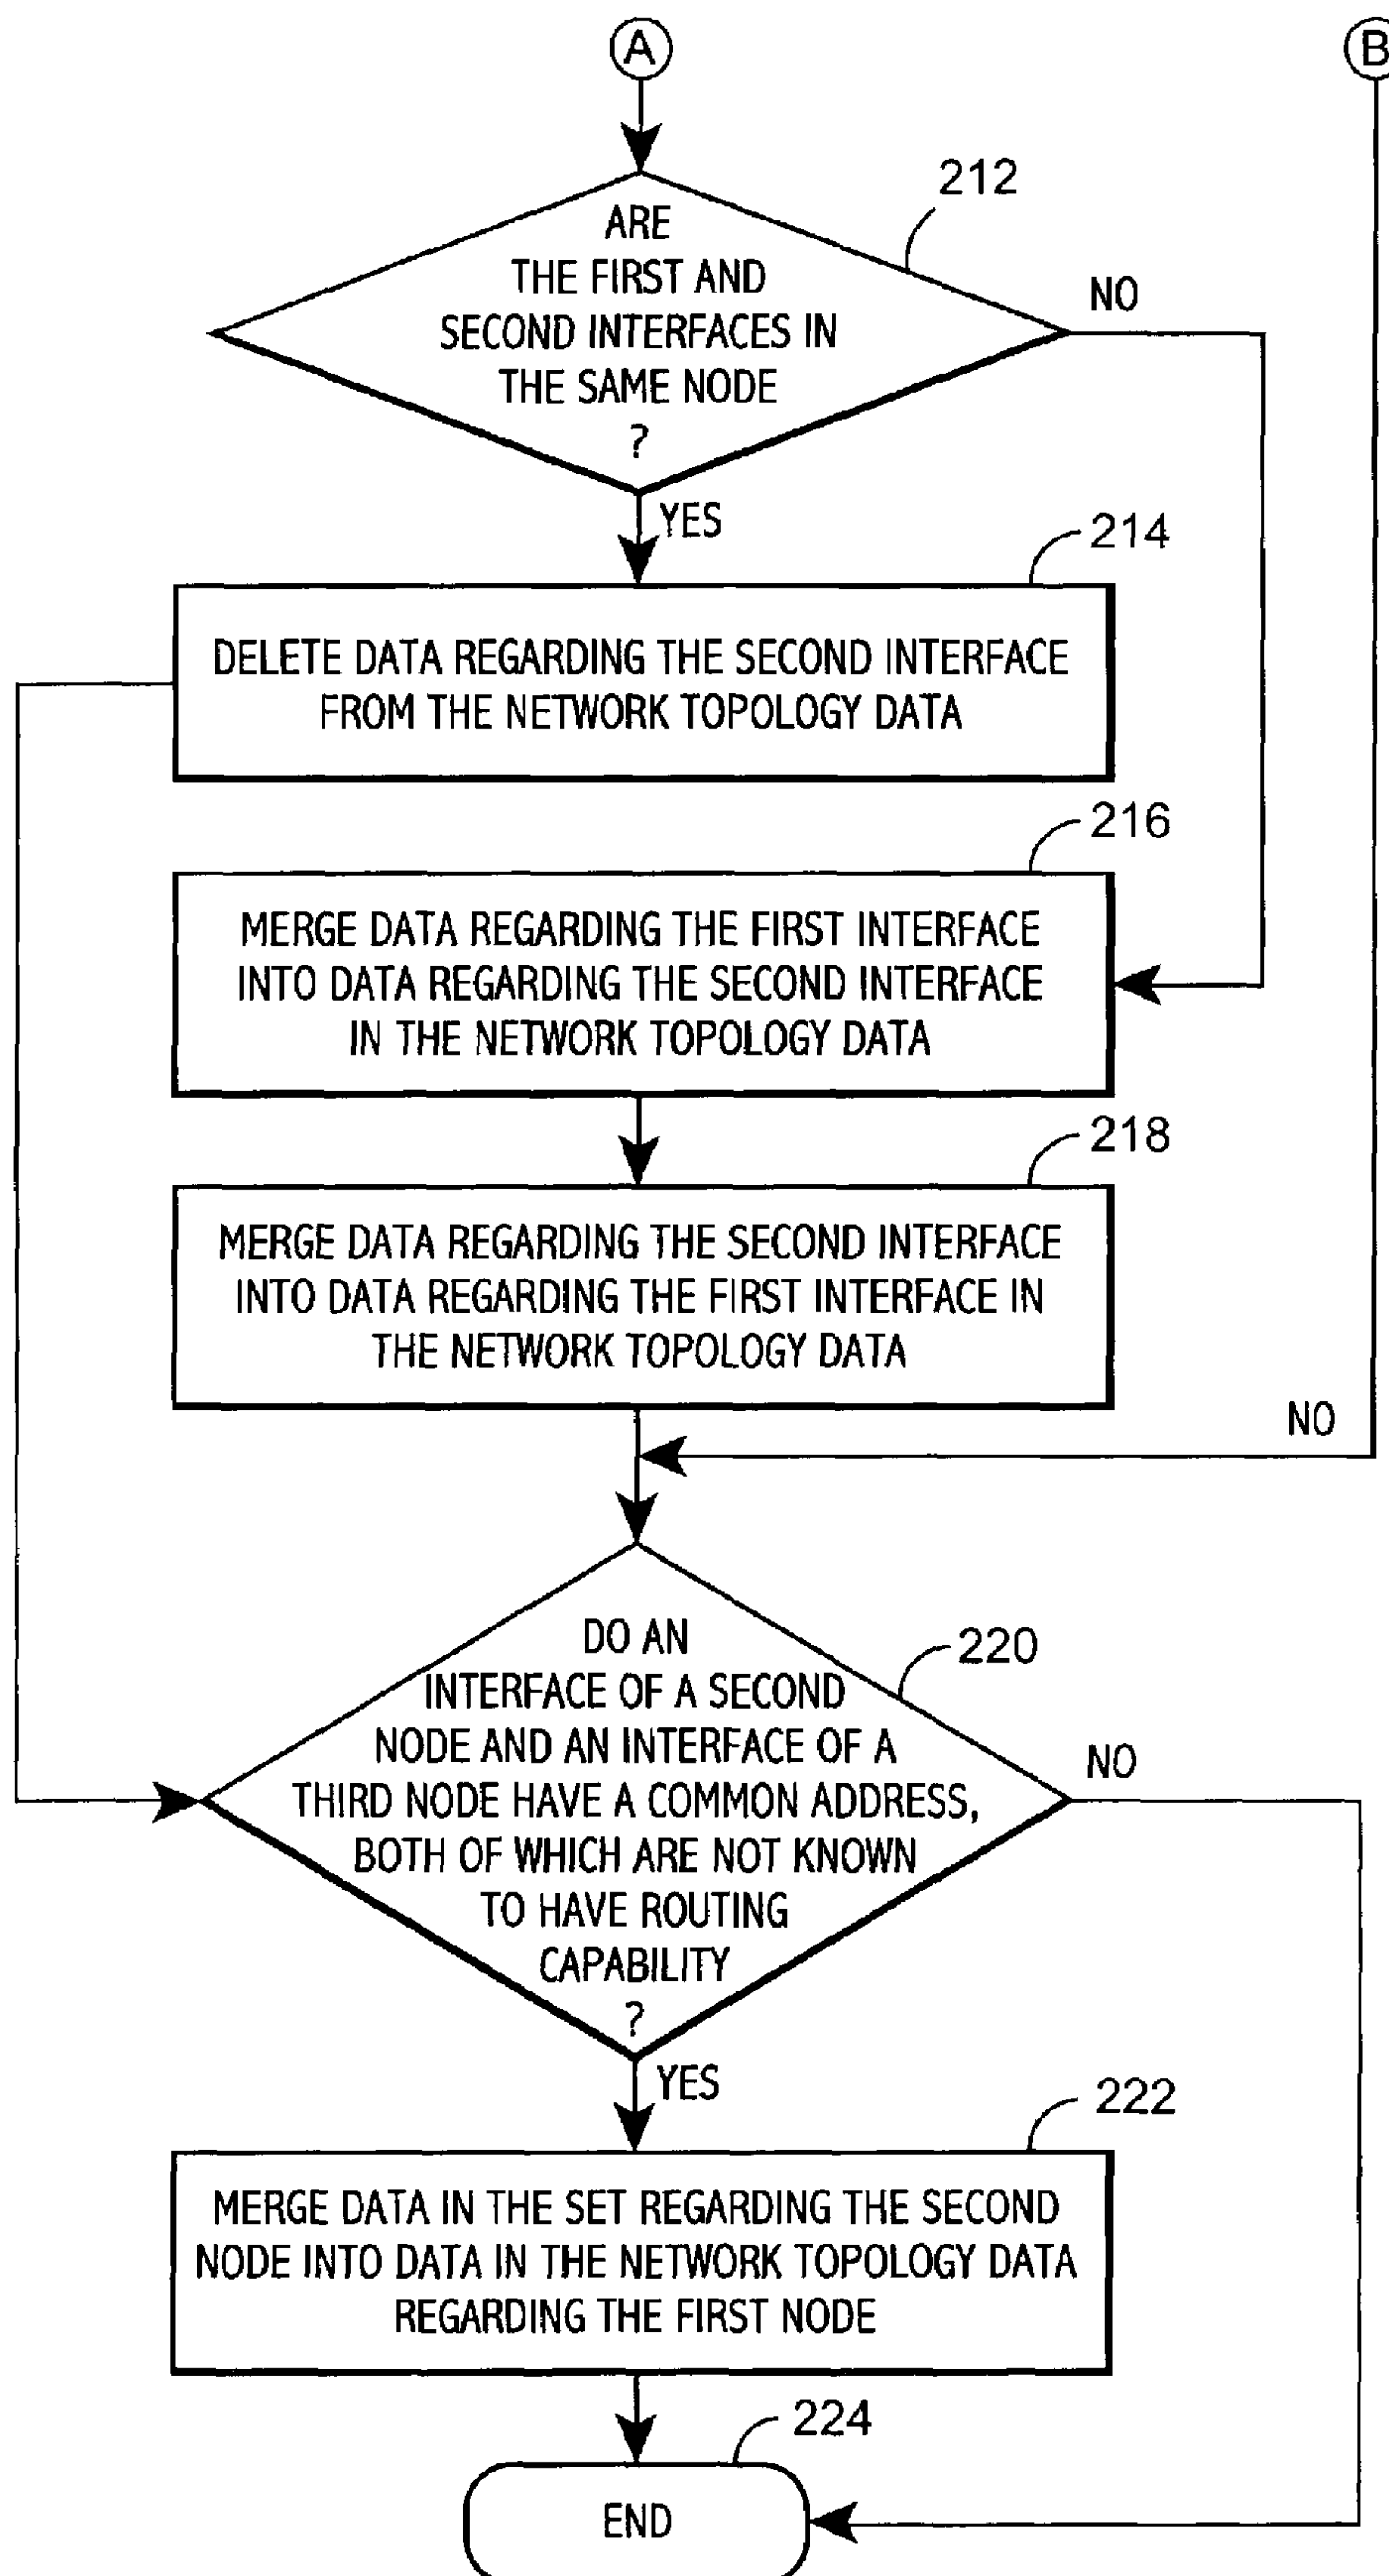 A
B
212
ARE
THE FIRST AND
SECOND INTERFACES IN
THE SAME NODE
?
NO
YES
214
DELETE DATA REGARDING THE SECOND INTERFACE
FROM THE NETWORK TOPOLOGY DATA
216
MERGE DATA REGARDING THE FIRST INTERFACE
INTO DATA REGARDING THE SECOND INTERFACE
IN THE NETWORK TOPOLOGY DATA
218
MERGE DATA REGARDING THE SECOND INTERFACE
INTO DATA REGARDING THE FIRST INTERFACE IN
THE NETWORK TOPOLOGY DATA
NO
220
DO AN
INTERFACE OF A SECOND
NODE AND AN INTERFACE OF A
THIRD NODE HAVE A COMMON ADDRESS,
BOTH OF WHICH ARE NOT KNOWN
TO HAVE ROUTING
CAPABILITY
?
NO
YES
222
MERGE DATA IN THE SET REGARDING THE SECOND
NODE INTO DATA IN THE NETWORK TOPOLOGY DATA
REGARDING THE FIRST NODE
224
END